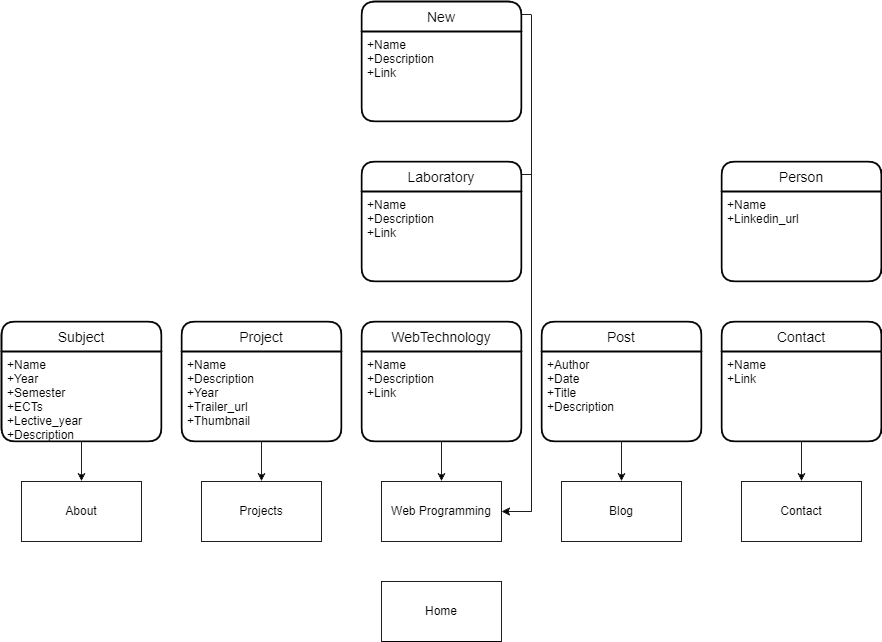 New
+Name
+Description
+Link
Laboratory
+Name
+Description
+Link
Person
+Name
+Linkedin_url
Subject
+Name
+Year
+Semester
+ECTs
+Lective_year
+Description
Project
+Name
+Description
+Year
+Trailer_url
+Thumbnail
WebTechnology
+Name
+Description
+Link
Post
+Author
+Date
+Title
+Description
Contact
+Name
+Link
About
Projects
Web Programming
Blog
Contact
Home